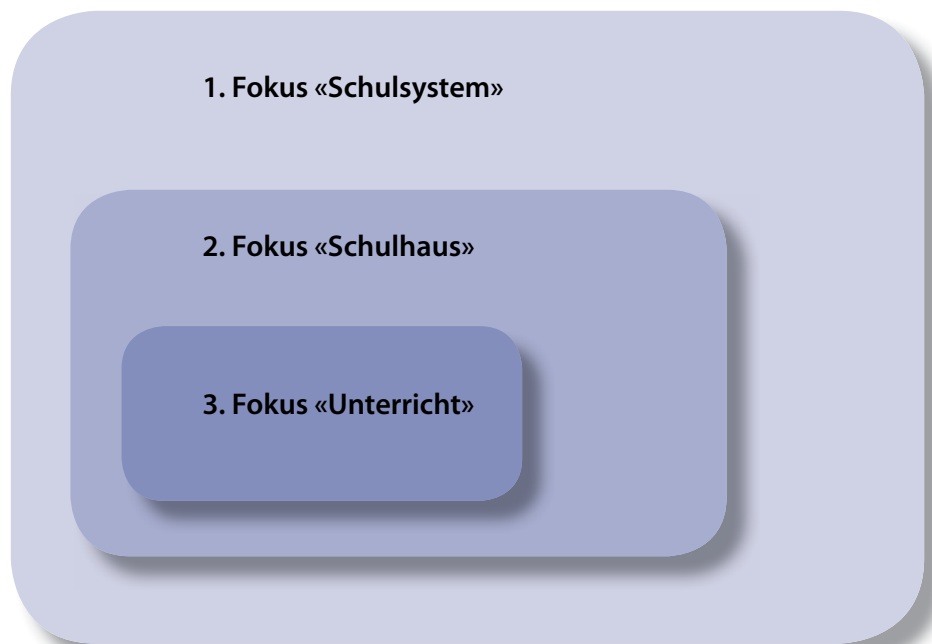 1. Fokus «Schulsystem»
2. Fokus «Schulhaus»
3. Fokus «Unterricht»